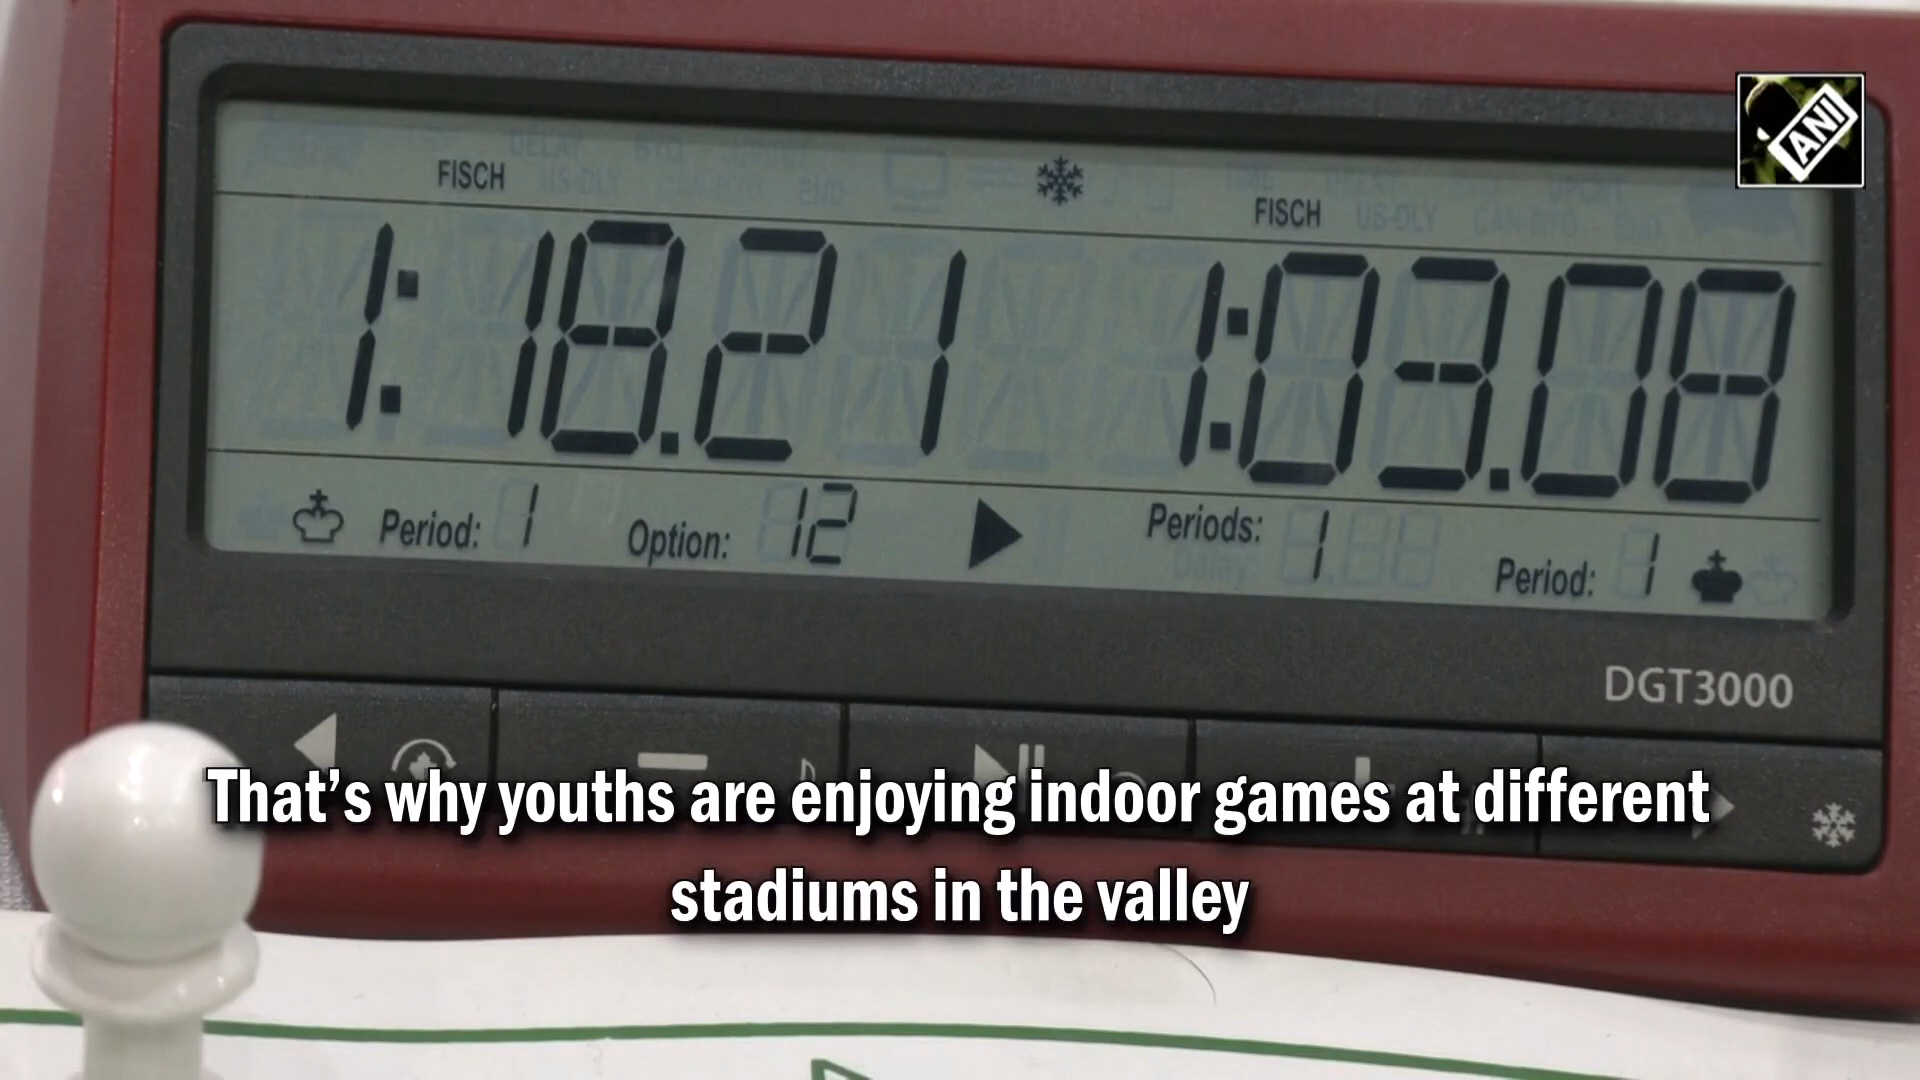 ANI
FISCH
FISCH
1:18.21 1:03.08
Period: 1 Option: 12 Periods: 1 Period: 1
DGT3000
That's why youths are enjoying indoor games at different
stadiums in the valley